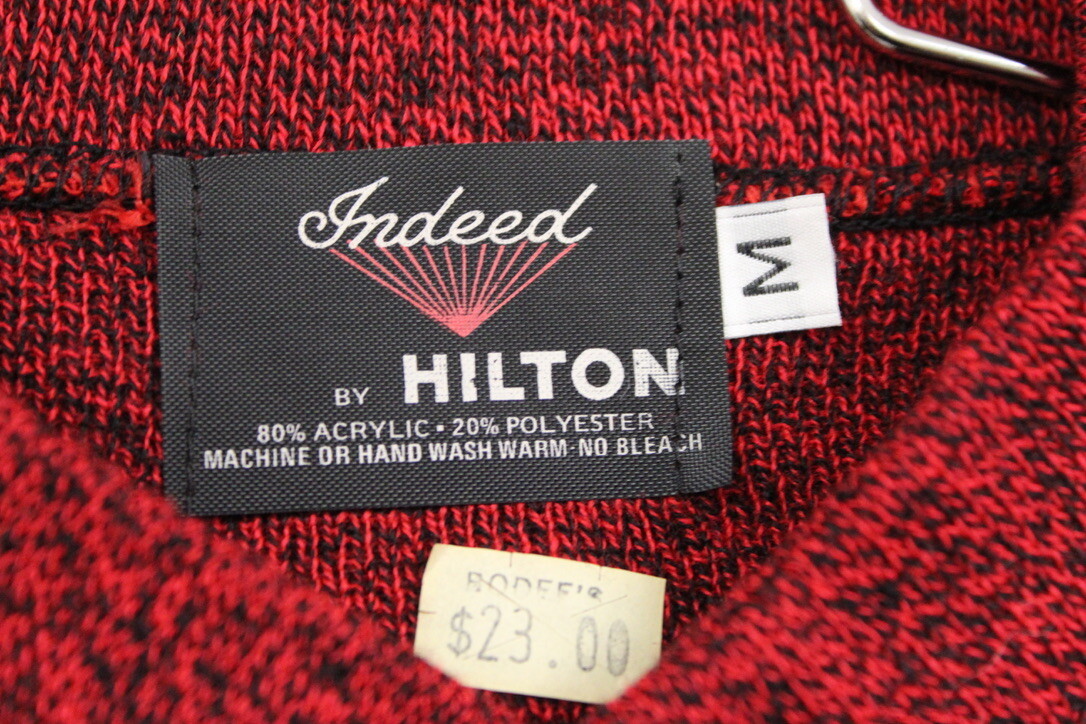 Indeed
BY HILTON
80% ACRYLIC • 20% POLYESTER
MACHINE OR HAND WASH WARM-NO BLEACH
M
$23.00